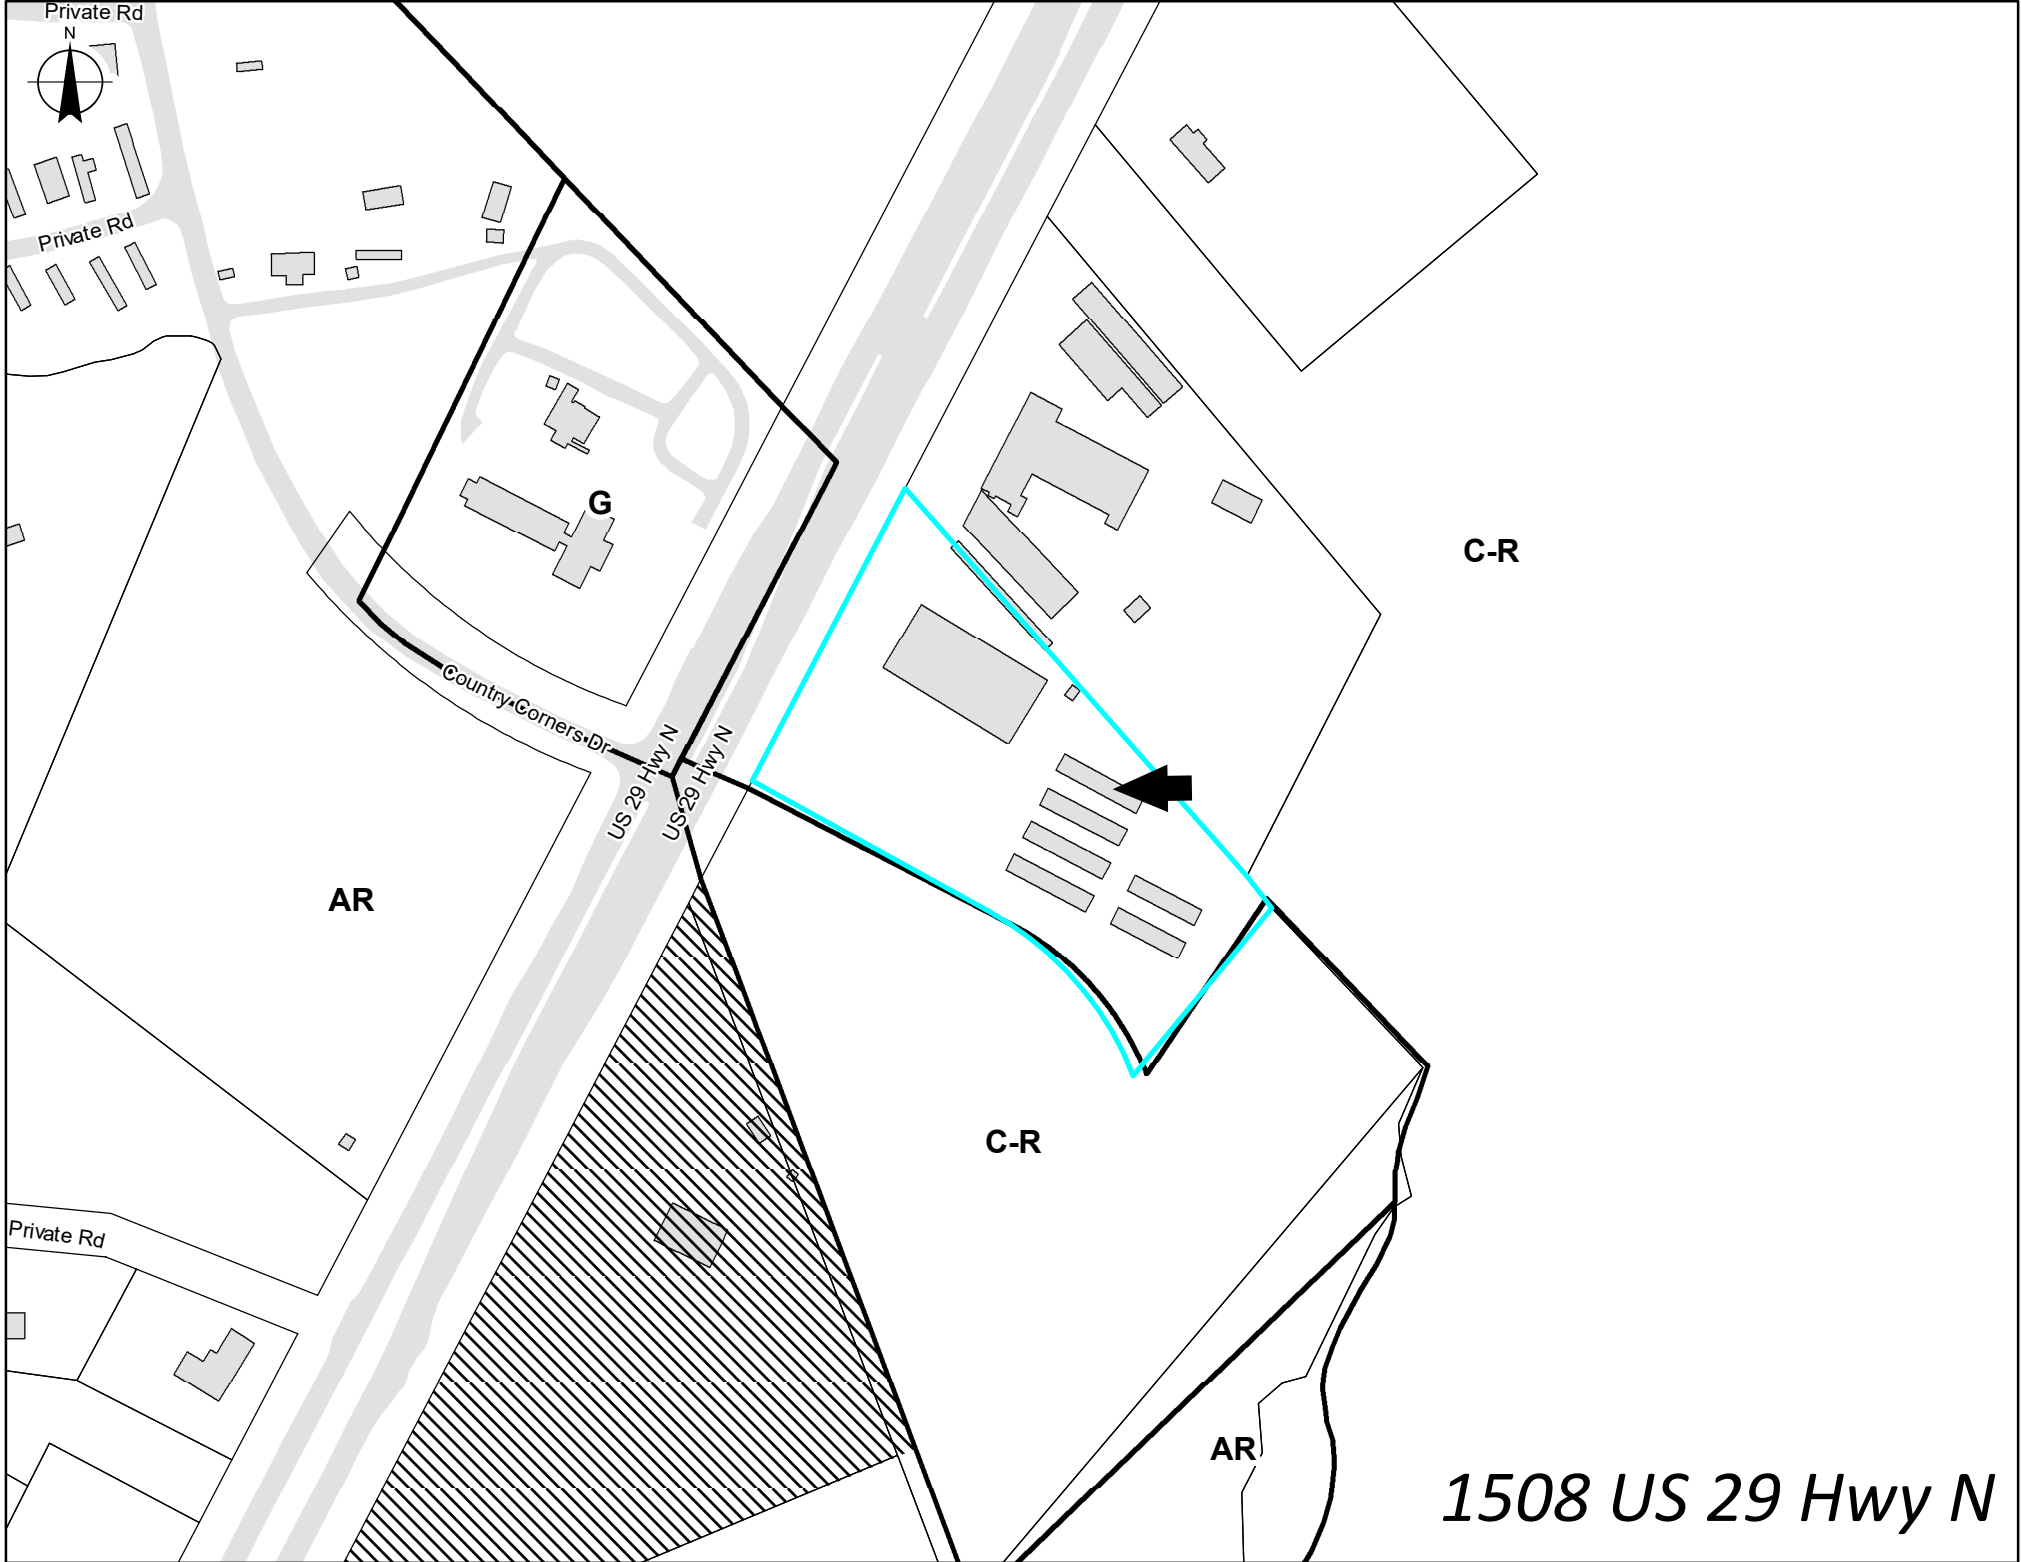 Private Rd
N
Private Rd
G
C-R
Country Corners Dr
US 29 Hwy N
US 29 Hwy N
AR
C-R
Private Rd
AR
1508 US 29 Hwy N